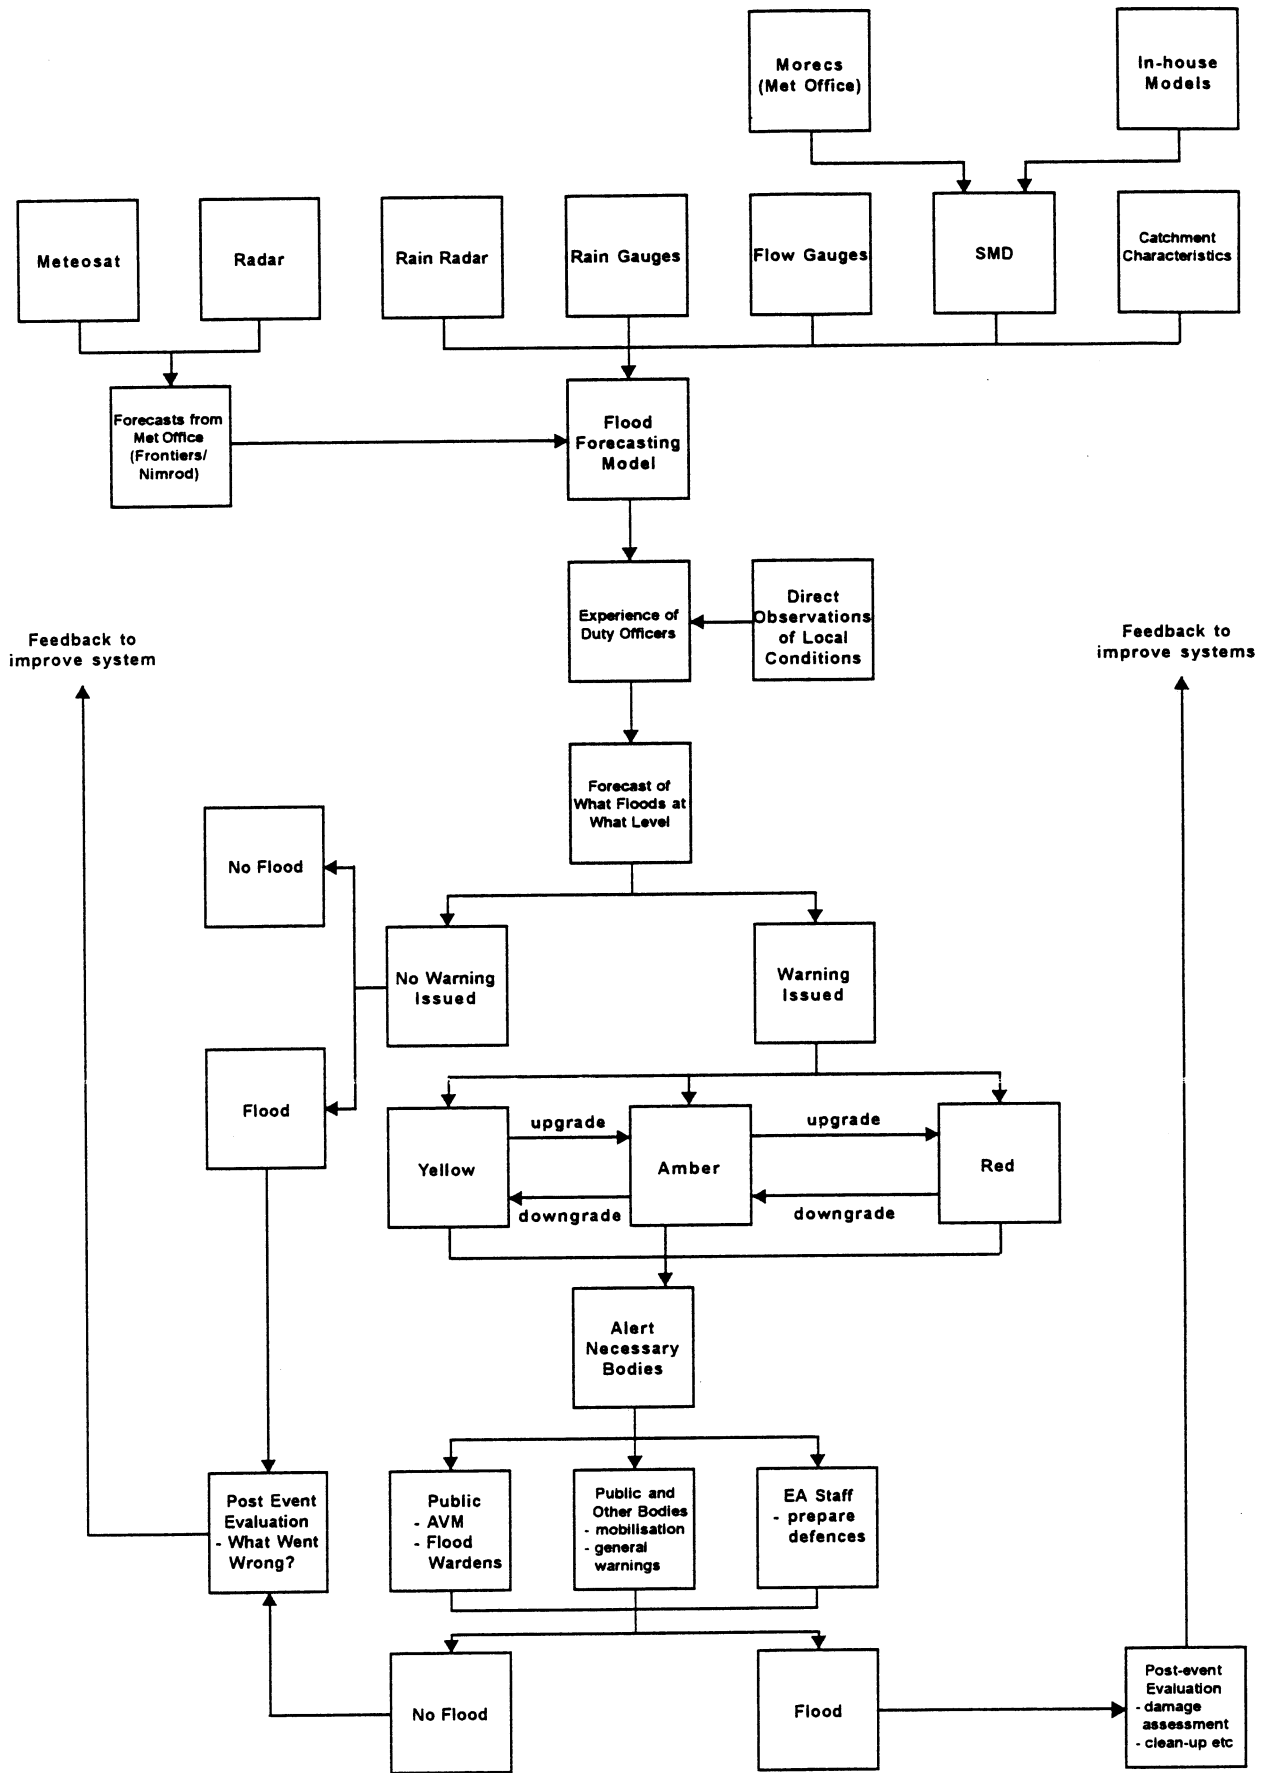 Morecs
(Met Office)
In-house
Models
Meteosat
Radar
Rain Radar
Rain Gauges
Flow Gauges
SMD
Catchment
Characteristics
Forecasts from
Met Office
(Frontiers/
Nimrod)
Flood
Forecasting
Model
Experience of
Duty Officers
Direct
Observations
of Local
Conditions
Feedback to
improve system
Feedback to
improve systems
Forecast of
What Floods at
What Level
No Flood
No Warning
Issued
Warning
Issued
Flood
Yellow
upgrade
downgrade
Amber
upgrade
downgrade
Red
Alert
Necessary
Bodies
Post Event
Evaluation
- What Went
Wrong?
Public
- AVM
- Flood
Wardens
Public and
Other Bodies
- mobilisation
- general
warnings
EA Staff
- prepare
defences
No Flood
Flood
Post-event
Evaluation
- damage
assessment
- clean-up etc